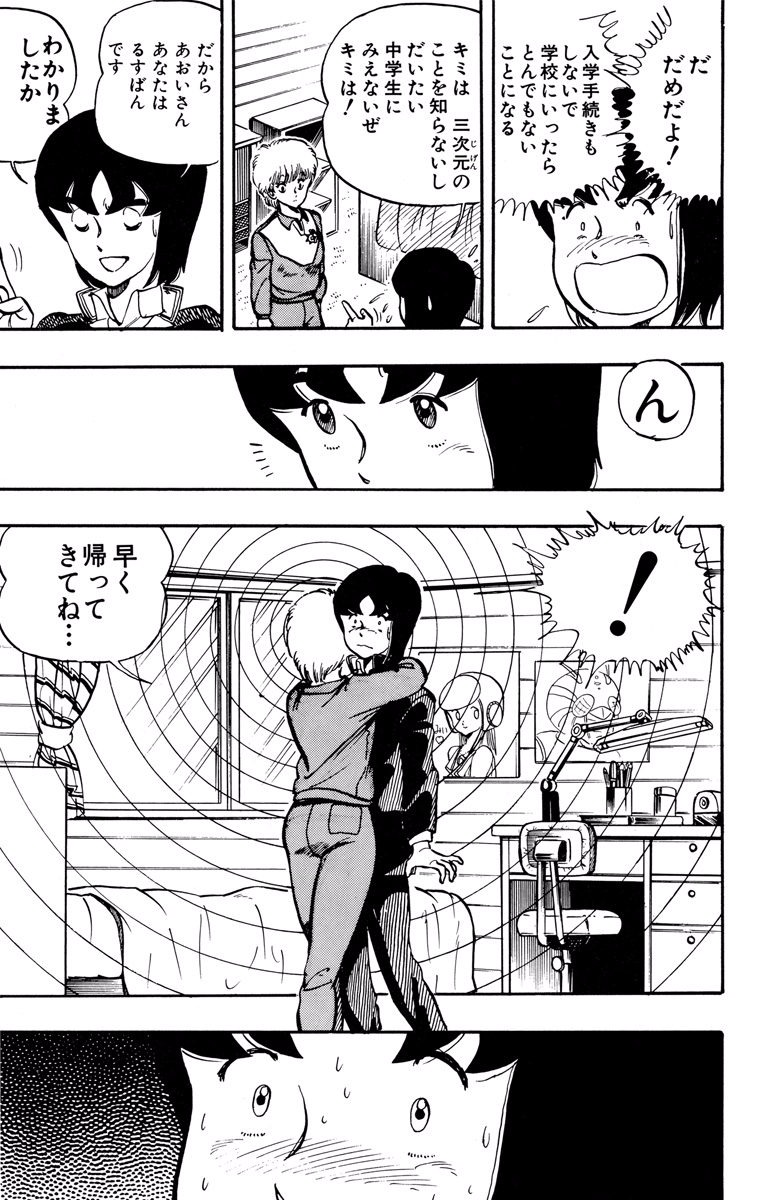 だ
だめだよ！
入学手続きも
しないで
学校にいったら
とんでもない
ことになる
キミは 三次元の
ことを知らないし
だいたい
中学生に
みえないぜ
キミは！
じげん
だから
あおいさん
あなたは
るすばん
です
わかりま
したか
ん
！
早く
帰って
きてね…